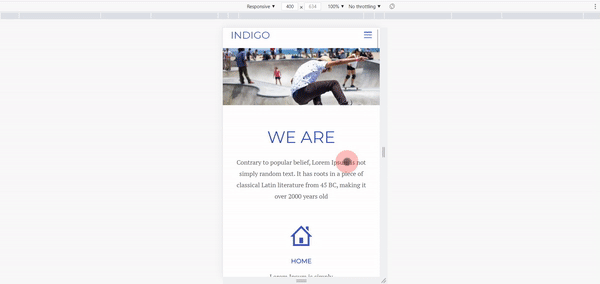 Responsive ▼ 400 x 514 100% ▼ No throttling ▼
INDIGO
WE ARE
Contrary to popular belief, Lorem Ipsum is not
simply random text. It has roots in a piece of
classical Latin literature from 45 BC, making it
over 2000 years old
HOME
Lorem Ipsum is simply